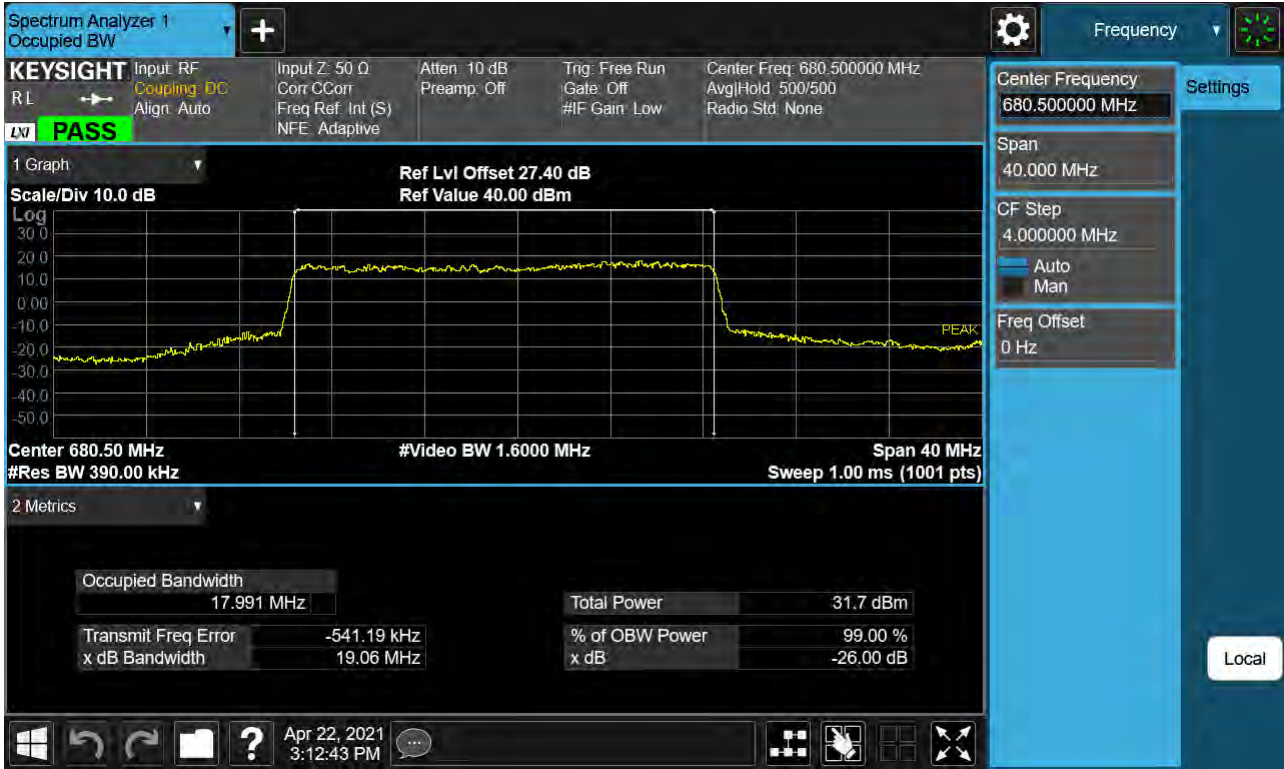 Spectrum Analyzer 1
Occupied BW
Frequency
KEYSIGHT
RL
LXI
PASS
Input: RF
Coupling: DC
Align: Auto
Input Z: 50 Ω
Corr CCorr
Freq Ref: Int (S)
NFE: Adaptive
Atten: 10 dB
Preamp: Off
Trig: Free Run
Gate: Off
#IF Gain: Low
Center Freq: 680.500000 MHz
Avg|Hold: 500/500
Radio Std: None
Center Frequency
680.500000 MHz
Settings
Span
40.000 MHz
CF Step
4.000000 MHz
Auto
Man
Freq Offset
0 Hz
Local
1 Graph
Scale/Div 10.0 dB
Ref Lvl Offset 27.40 dB
Ref Value 40.00 dBm
Log
30.0
20.0
10.0
0.00
-10.0
-20.0
-30.0
-40.0
-50.0
PEAK
Center 680.50 MHz
#Video BW 1.6000 MHz
Span 40 MHz
#Res BW 390.00 kHz
Sweep 1.00 ms (1001 pts)
2 Metrics
Occupied Bandwidth
17.991 MHz
Total Power 31.7 dBm
Transmit Freq Error -541.19 kHz
% of OBW Power 99.00 %
x dB Bandwidth 19.06 MHz
x dB -26.00 dB
?
Apr 22, 2021
3:12:43 PM